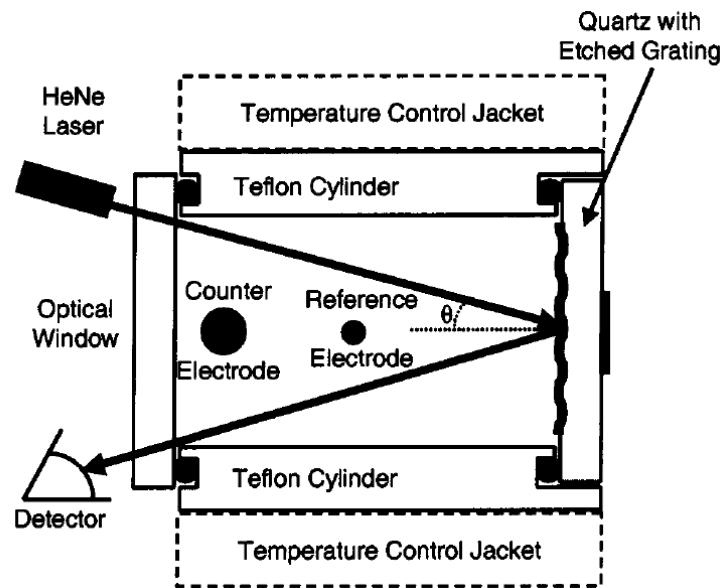 Quartz with
Etched Grating
HeNe
Laser
Temperature Control Jacket
Teflon Cylinder
Counter
Electrode
Reference
Electrode
θ
Optical
Window
Teflon Cylinder
Detector
Temperature Control Jacket